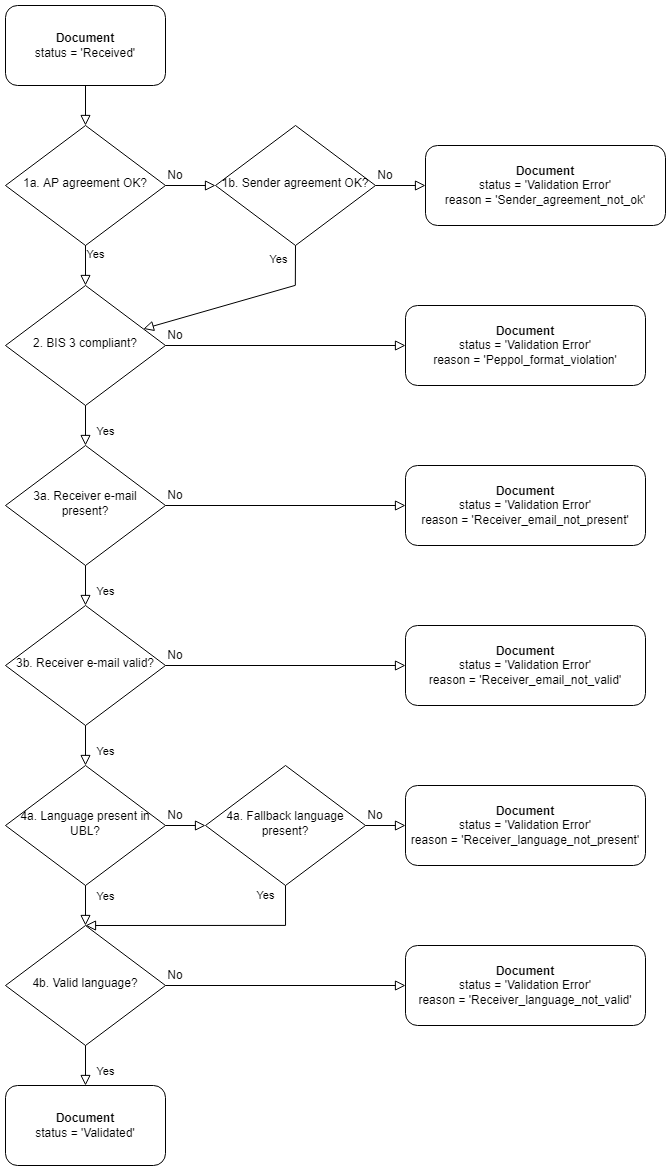 Document
status = 'Received'
1a. AP agreement OK?
No
1b. Sender agreement OK?
No
Document
status = 'Validation Error'
reason = 'Sender_agreement_not_ok'
Yes
Yes
2. BIS 3 compliant?
No
Document
status = 'Validation Error'
reason = 'Peppol_format_violation'
Yes
3a. Receiver e-mail
present?
No
Document
status = 'Validation Error'
reason = 'Receiver_email_not_present'
Yes
3b. Receiver e-mail valid?
No
Document
status = 'Validation Error'
reason = 'Receiver_email_not_valid'
Yes
4a. Language present in
UBL?
No
4a. Fallback language
present?
No
Document
status = 'Validation Error'
reason = 'Receiver_language_not_present'
Yes
Yes
4b. Valid language?
No
Document
status = 'Validation Error'
reason = 'Receiver_language_not_valid'
Yes
Document
status = 'Validated'